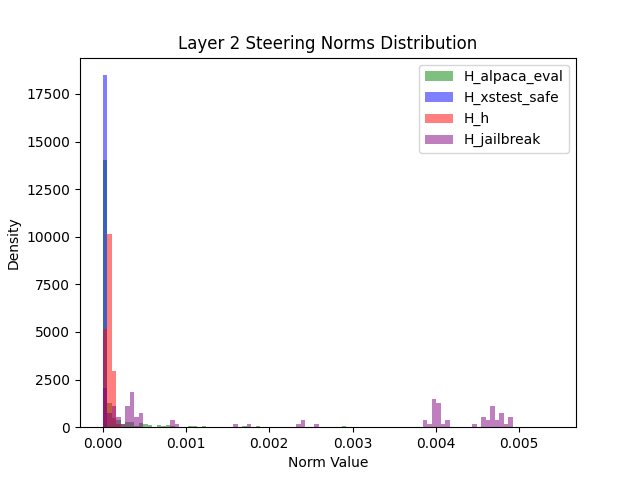 Layer 2 Steering Norms Distribution
H_alpaca_eval
H_xstest_safe
H_h
H_jailbreak
Density
17500
15000
12500
10000
7500
5000
2500
0
0.000 0.001 0.002 0.003 0.004 0.005
Norm Value